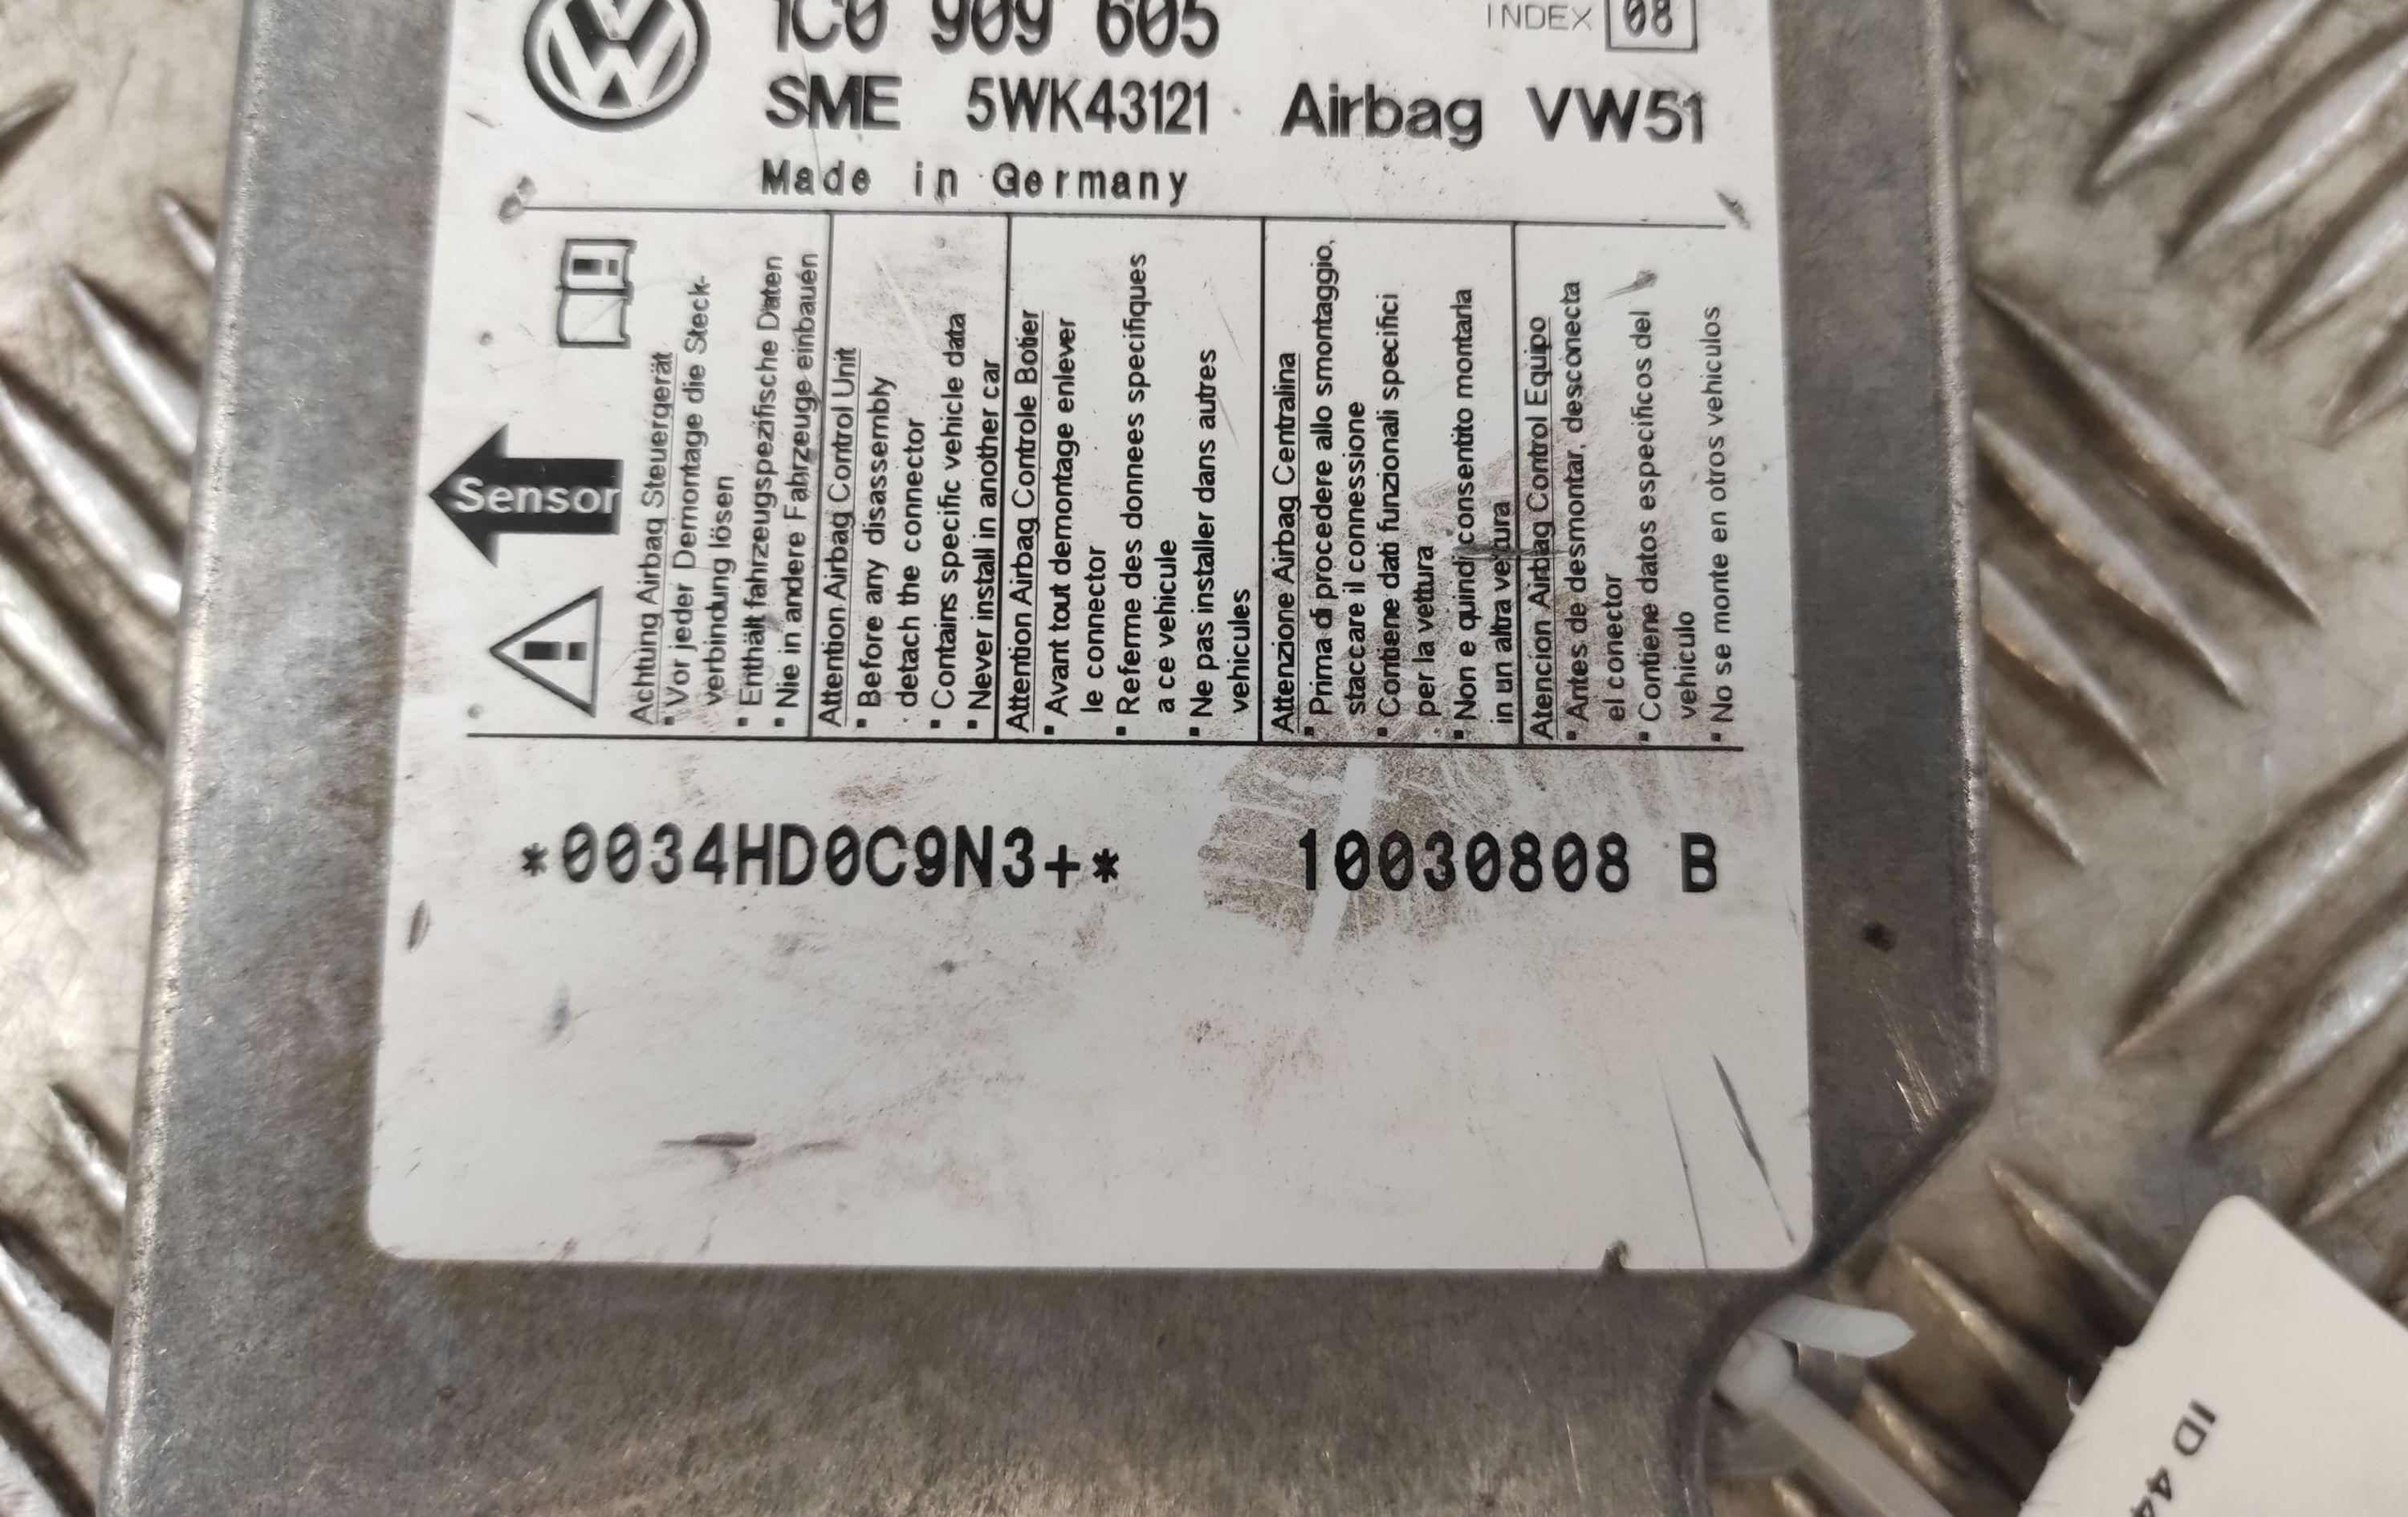 1C0 909 605 INDEX 08
SME 5WK43121 Airbag VW51
Made in Germany
Sensor
Achtung Airbag Steuergerät
▪ Vor jeder Demontage die Steck-
verbindung lösen
▪ Enthält fahrzeugspezifische Daten
▪ Nie in andere Fahrzeuge einbauen
Attention Airbag Control Unit
▪ Before any disassembly
detach the connector
▪ Contains specific vehicle data
▪ Never install in another car
Attention Airbag Controle Botier
▪ Avant tout demontage enlever
le connector
▪ Referme des donnees specifiques
a ce vehicule
▪ Ne pas installer dans autres
vehicules
Attenzione Airbag Centralina
▪ Prima di procedere allo smontaggio,
staccare il connessione
▪ Contiene dati funzionali specifici
per la vettura
▪ Non e quindi consentito montarla
in un altra vettura
Atencion Airbag Control Equipo
▪ Antes de desmontar, desconecta
el conector
▪ Contiene datos especificos del
vehiculo
▪ No se monte en otros vehiculos
*0034HD0C9N3+* 10030808 B
ID 44